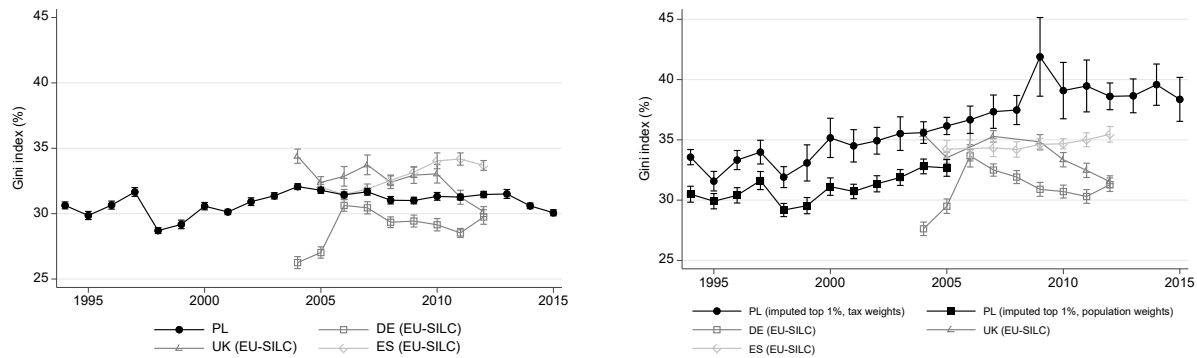 Gini index (%)
45
40
35
30
25
1995
2000
2005
2010
2015
PL
DE (EU-SILC)
UK (EU-SILC)
ES (EU-SILC)
Gini index (%)
45
40
35
30
25
1995
2000
2005
2010
2015
PL (imputed top 1%, tax weights)
PL (imputed top 1%, population weights)
DE (EU-SILC)
UK (EU-SILC)
ES (EU-SILC)